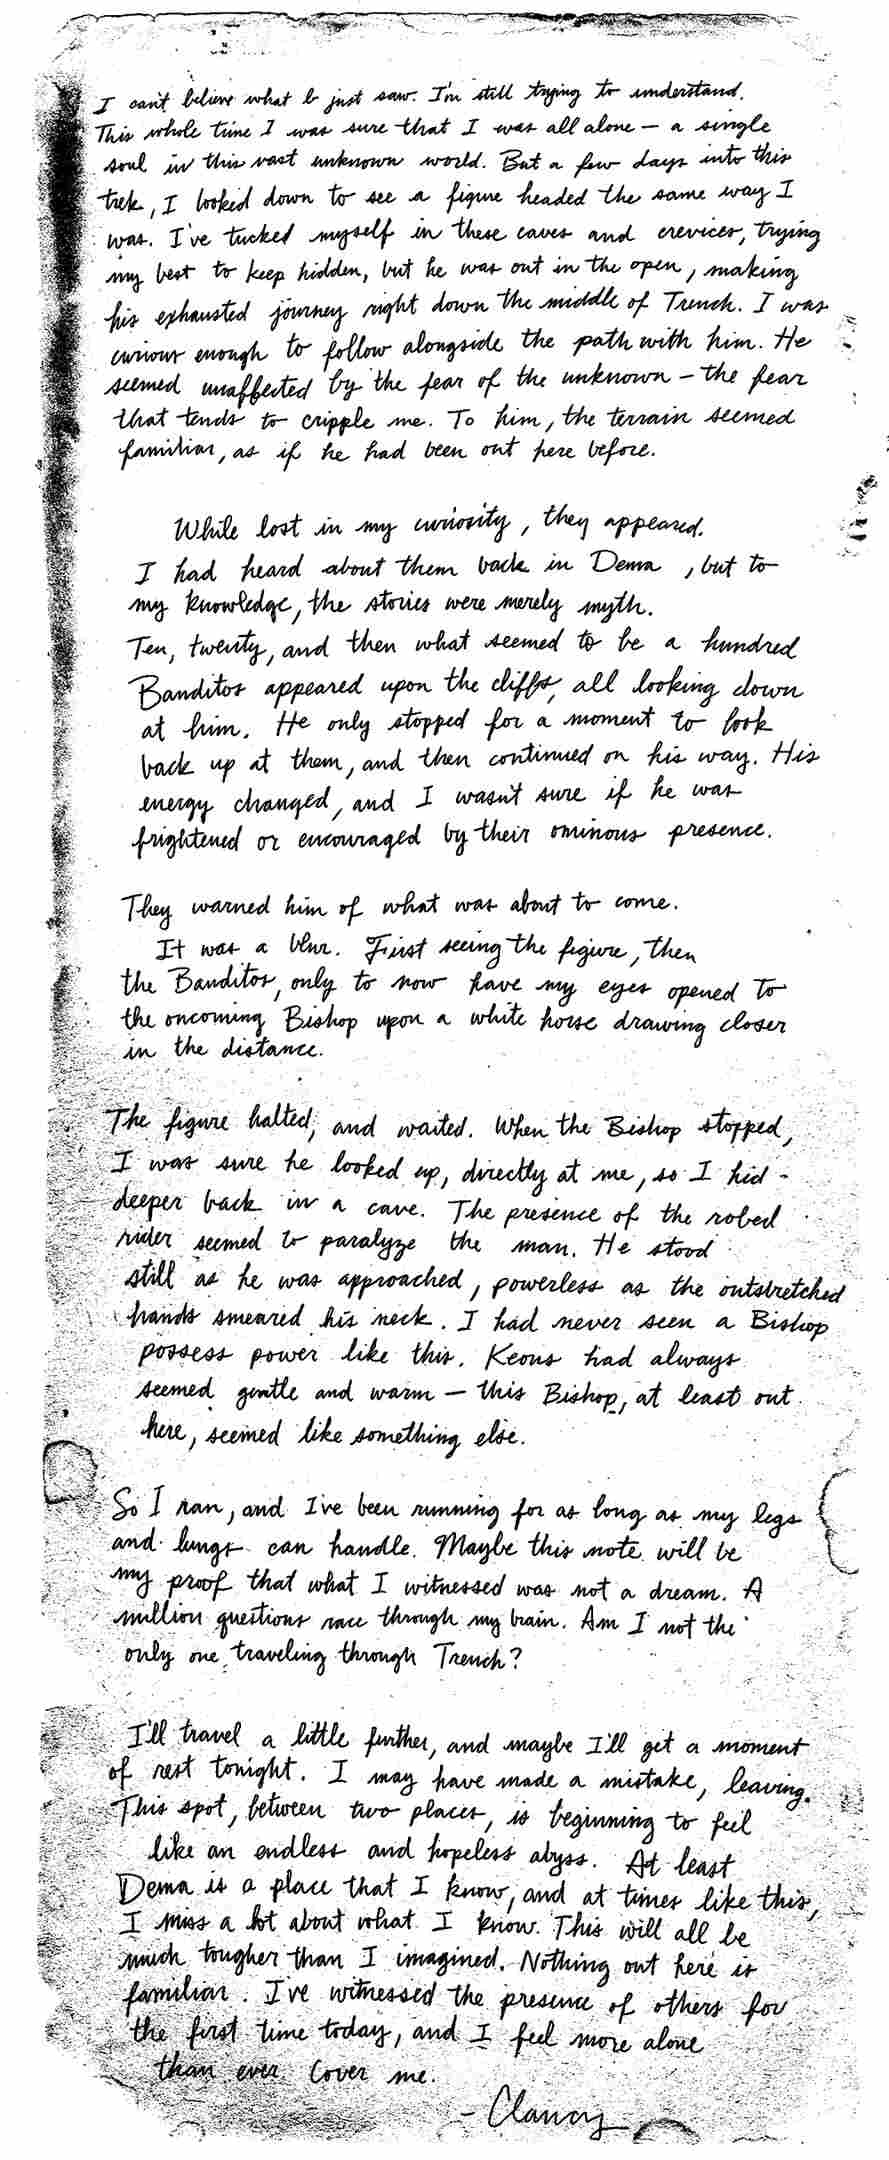 I can't believe what I just saw. I'm still trying to understand.
This whole time I was sure that I was all alone — a single
soul in this vast unknown world. But a few days into this
trek, I looked down to see a figure headed the same way I
was. I've tucked myself in these caves and crevices, trying
my best to keep hidden, but he was out in the open, making
his exhausted journey right down the middle of Trench. I was
curious enough to follow alongside the path with him. He
seemed unaffected by the fear of the unknown — the fear
that tends to cripple me. To him, the terrain seemed
familiar, as if he had been out here before.
While lost in my curiosity, they appeared.
I had heard about them back in Dema, but to
my knowledge, the stories were merely myth.
Ten, twenty, and then what seemed to be a hundred
Banditos appeared upon the cliffs, all looking down
at him. He only stopped for a moment to look
back up at them, and then continued on his way. His
energy changed, and I wasn't sure if he was
frightened or encouraged by their ominous presence.
They warned him of what was about to come.
It was a blur. First seeing the figure, then
the Banditos, only to now have my eyes opened to
the oncoming Bishop upon a white horse drawing closer
in the distance.
The figure halted, and waited. When the Bishop stopped,
I was sure he looked up, directly at me, so I hid
deeper back in a cave. The presence of the robed
rider seemed to paralyze the man. He stood
still as he was approached, powerless as the outstretched
hands smeared his neck. I had never seen a Bishop
possess power like this. Keons had always
seemed gentle and warm — this Bishop, at least out
here, seemed like something else.
So I ran, and I've been running for as long as my legs
and lungs can handle. Maybe this note will be
my proof that what I witnessed was not a dream. A
million questions race through my brain. Am I not the
only one traveling through Trench?
I'll travel a little further, and maybe I'll get a moment
of rest tonight. I may have made a mistake, leaving.
This spot, between two places, is beginning to feel
like an endless and hopeless abyss. At least
Dema is a place that I know, and at times like this,
I miss a lot about what I know. This will all be
much tougher than I imagined. Nothing out here is
familiar. I've witnessed the presence of others for
the first time today, and I feel more alone
than ever. Cover me.
- Clancy